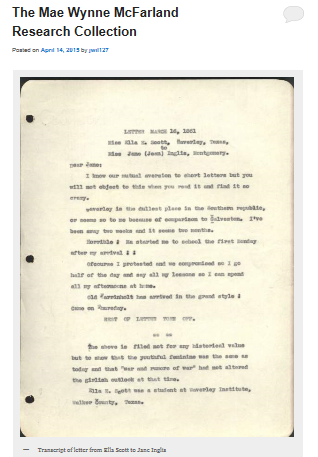 The Mae Wynne McFarland
Research Collection
Posted on April 14, 2015 by jwil127
LETTER MARCH 16, 1861
Miss Ella E. Scott, Waverley, Texas,
to
Miss Jane (Jean) Inglis, Montgomery.
Dear Jane:
I know our mutual aversion to short letters but you
will not object to this when you read it and find it so
crazy.
Waverley is the dullest place in the Southern republic,
or seems so to me because of comparison to Galveston. I've
been away two weeks and it seems two months.
Horrible ! He started me to school the first Monday
after my arrival ! !
Ofcourse I protested and we compromised so I go
half of the day and say all my lessons so I can spend
all my afternoons at home.
Old Farrinholt has arrived in the grand style !
Came on Thursday.
REST OF LETTER TORN OFF.
The above is filed not for any historical value
but to show that the youthful feminine was the same as
today and that "war and rumors of war" had not altered
the girlish outlook at that time.
Ella E. Scott was a student at Waverley Institute,
Walker County, Texas.
Transcript of letter from Ella Scott to Jane Inglis